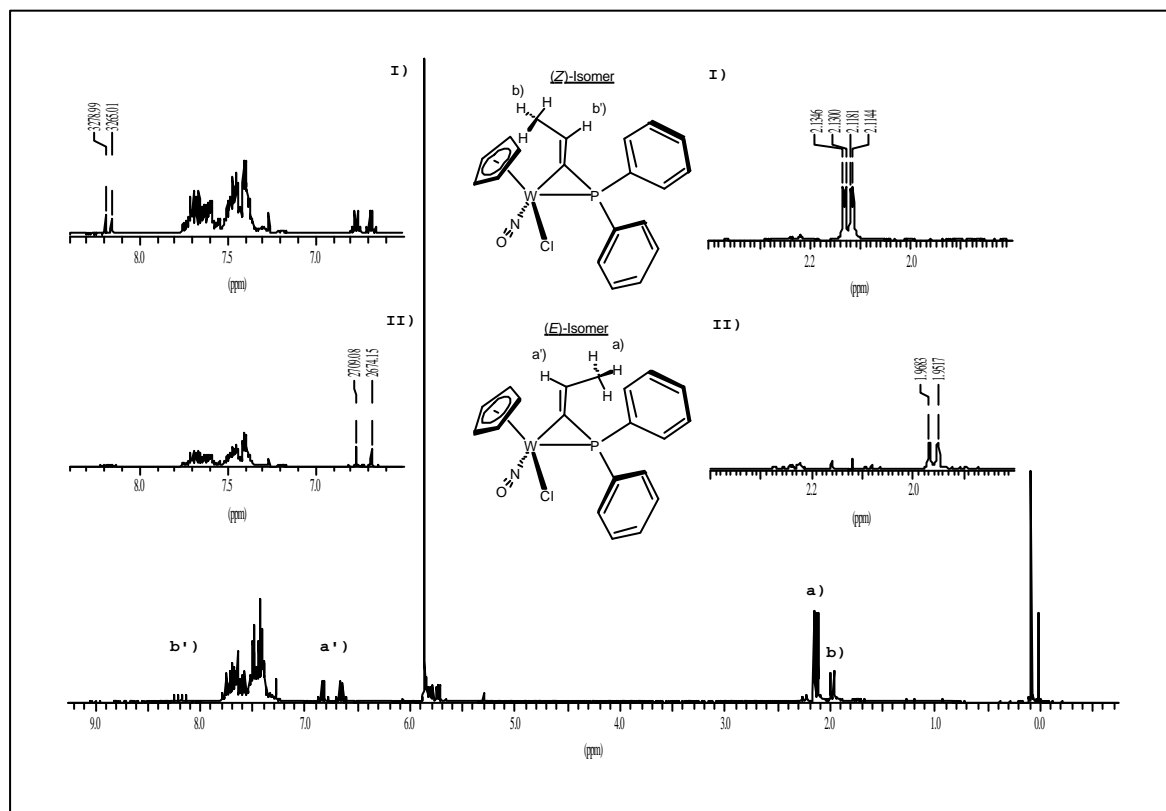 I)
3278.99
3265.01
8.0
7.5
7.0
(ppm)
(Z)-Isomer
b)
H
H
H
b')
H
W
P
N
O
Cl
I)
2.1346
2.1300
2.1181
2.1144
2.2
2.0
(ppm)
II)
2709.08
2674.15
8.0
7.5
7.0
(ppm)
(E)-Isomer
a')
H
a)
H
H
H
W
P
N
O
Cl
II)
1.9683
1.9517
2.2
2.0
(ppm)
b')
a')
a)
b)
9.0
8.0
7.0
6.0
5.0
4.0
3.0
2.0
1.0
0.0
(ppm)